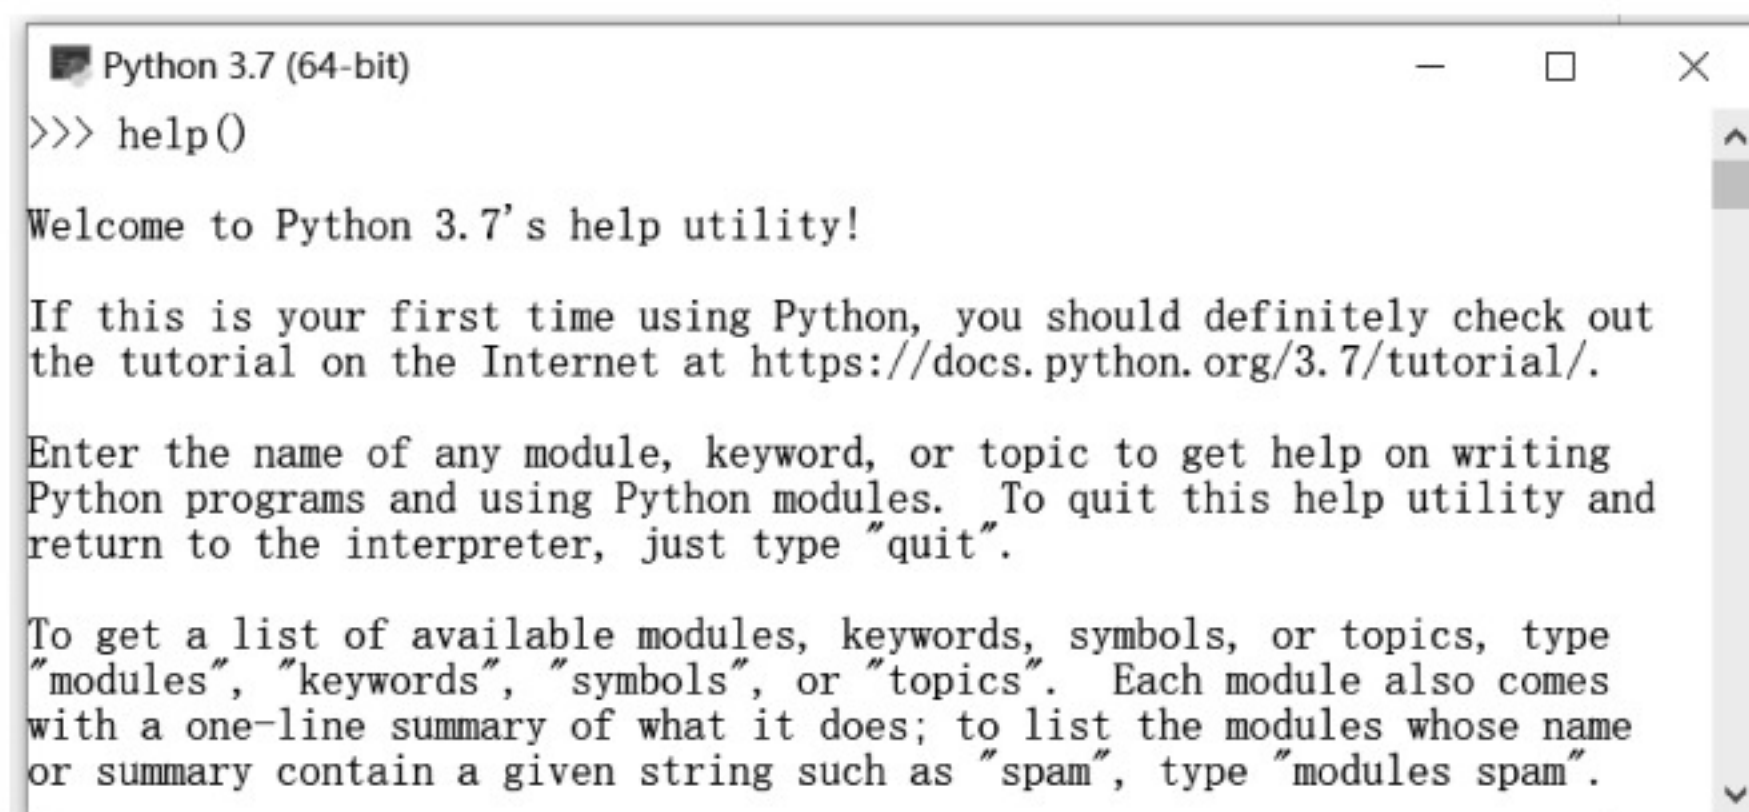 Python 3.7 (64-bit)
>>> help()
Welcome to Python 3.7's help utility!
If this is your first time using Python, you should definitely check out
the tutorial on the Internet at https://docs.python.org/3.7/tutorial/.
Enter the name of any module, keyword, or topic to get help on writing
Python programs and using Python modules.  To quit this help utility and
return to the interpreter, just type "quit".
To get a list of available modules, keywords, symbols, or topics, type
"modules", "keywords", "symbols", or "topics".  Each module also comes
with a one-line summary of what it does; to list the modules whose name
or summary contain a given string such as "spam", type "modules spam".